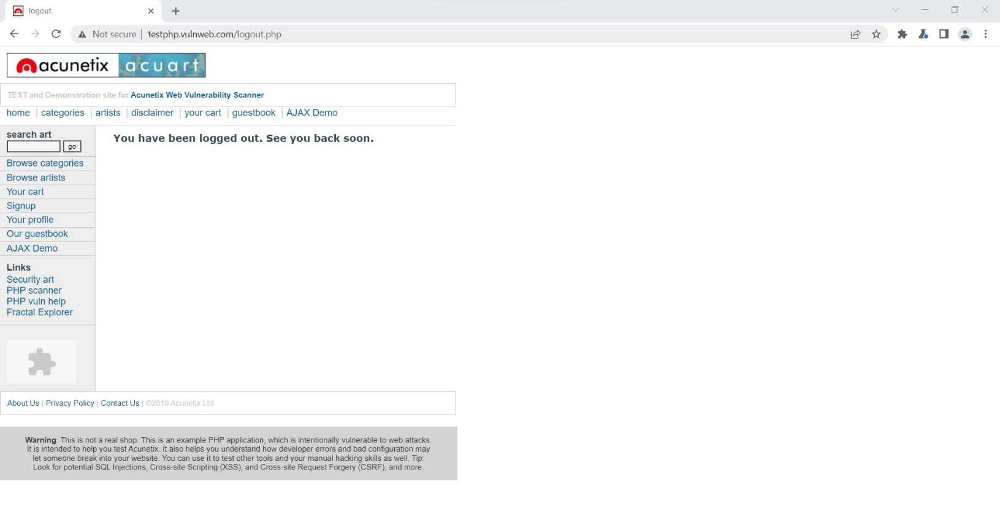 logout
Not secure | testphp.vulnweb.com/logout.php
acunetix acuart
TEST and Demonstration site for Acunetix Web Vulnerability Scanner
home | categories | artists | disclaimer | your cart | guestbook | AJAX Demo
search art
go
Browse categories
Browse artists
Your cart
Signup
Your profile
Our guestbook
AJAX Demo
Links
Security art
PHP scanner
PHP vuln help
Fractal Explorer
You have been logged out. See you back soon.
About Us | Privacy Policy | Contact Us | ©2019 Acunetix Ltd
Warning: This is not a real shop. This is an example PHP application, which is intentionally vulnerable to web attacks.
It is intended to help you test Acunetix. It also helps you understand how developer errors and bad configuration may
let someone break into your website. You can use it to test other tools and your manual hacking skills as well. Tip:
Look for potential SQL Injections, Cross-site Scripting (XSS), and Cross-site Request Forgery (CSRF), and more.